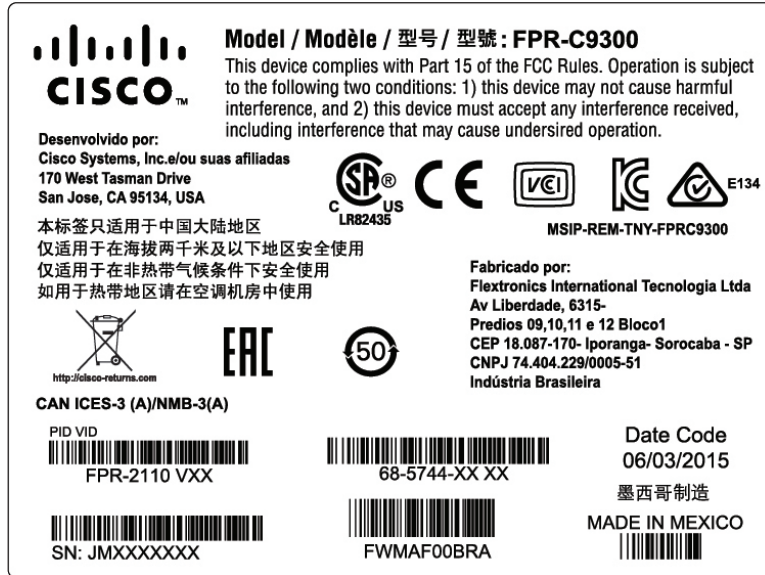 CISCO™
Model / Modèle / 型号 / 型號 : FPR-C9300
This device complies with Part 15 of the FCC Rules. Operation is subject
to the following two conditions: 1) this device may not cause harmful
interference, and 2) this device must accept any interference received,
including interference that may cause undersired operation.
Desenvolvido por:
Cisco Systems, Inc.e/ou suas afiliadas
170 West Tasman Drive
San Jose, CA 95134, USA
SA ®
C US
LR82435
CE
E134
MSIP-REM-TNY-FPRC9300
本标签只适用于中国大陆地区
仅适用于在海拔两千米及以下地区安全使用
仅适用于在非热带气候条件下安全使用
如用于热带地区请在空调机房中使用
Fabricado por:
Flextronics International Tecnologia Ltda
Av Liberdade, 6315-
Predios 09,10,11 e 12 Bloco1
CEP 18.087-170- Iporanga- Sorocaba - SP
CNPJ 74.404.229/0005-51
Indústria Brasileira
http://cisco-returns.com
EAC
50
CAN ICES-3 (A)/NMB-3(A)
PID VID
FPR-2110 VXX
68-5744-XX XX
Date Code
06/03/2015
墨西哥制造
MADE IN MEXICO
SN: JMXXXXXXX
FWMAF00BRA